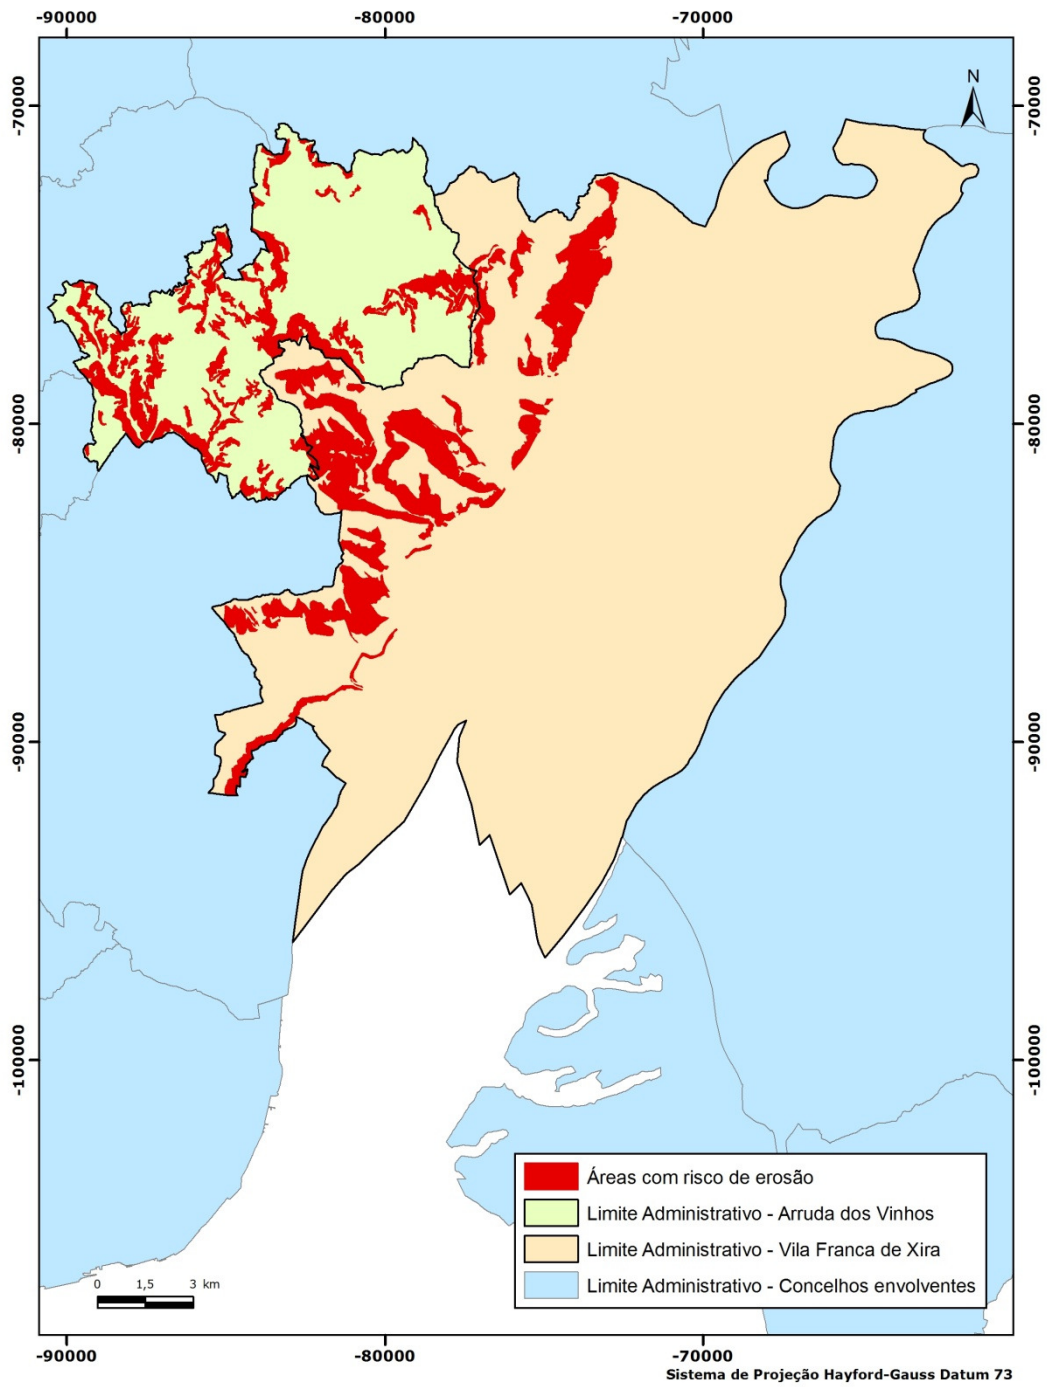 -90000 -80000 -70000
-70000 -70000
N
-80000 -80000
-90000 -90000
-100000 -100000
Áreas com risco de erosão
Limite Administrativo - Arruda dos Vinhos
Limite Administrativo - Vila Franca de Xira
Limite Administrativo - Concelhos envolventes
0 1,5 3 km
-90000 -80000 -70000
Sistema de Projeção Hayford-Gauss Datum 73